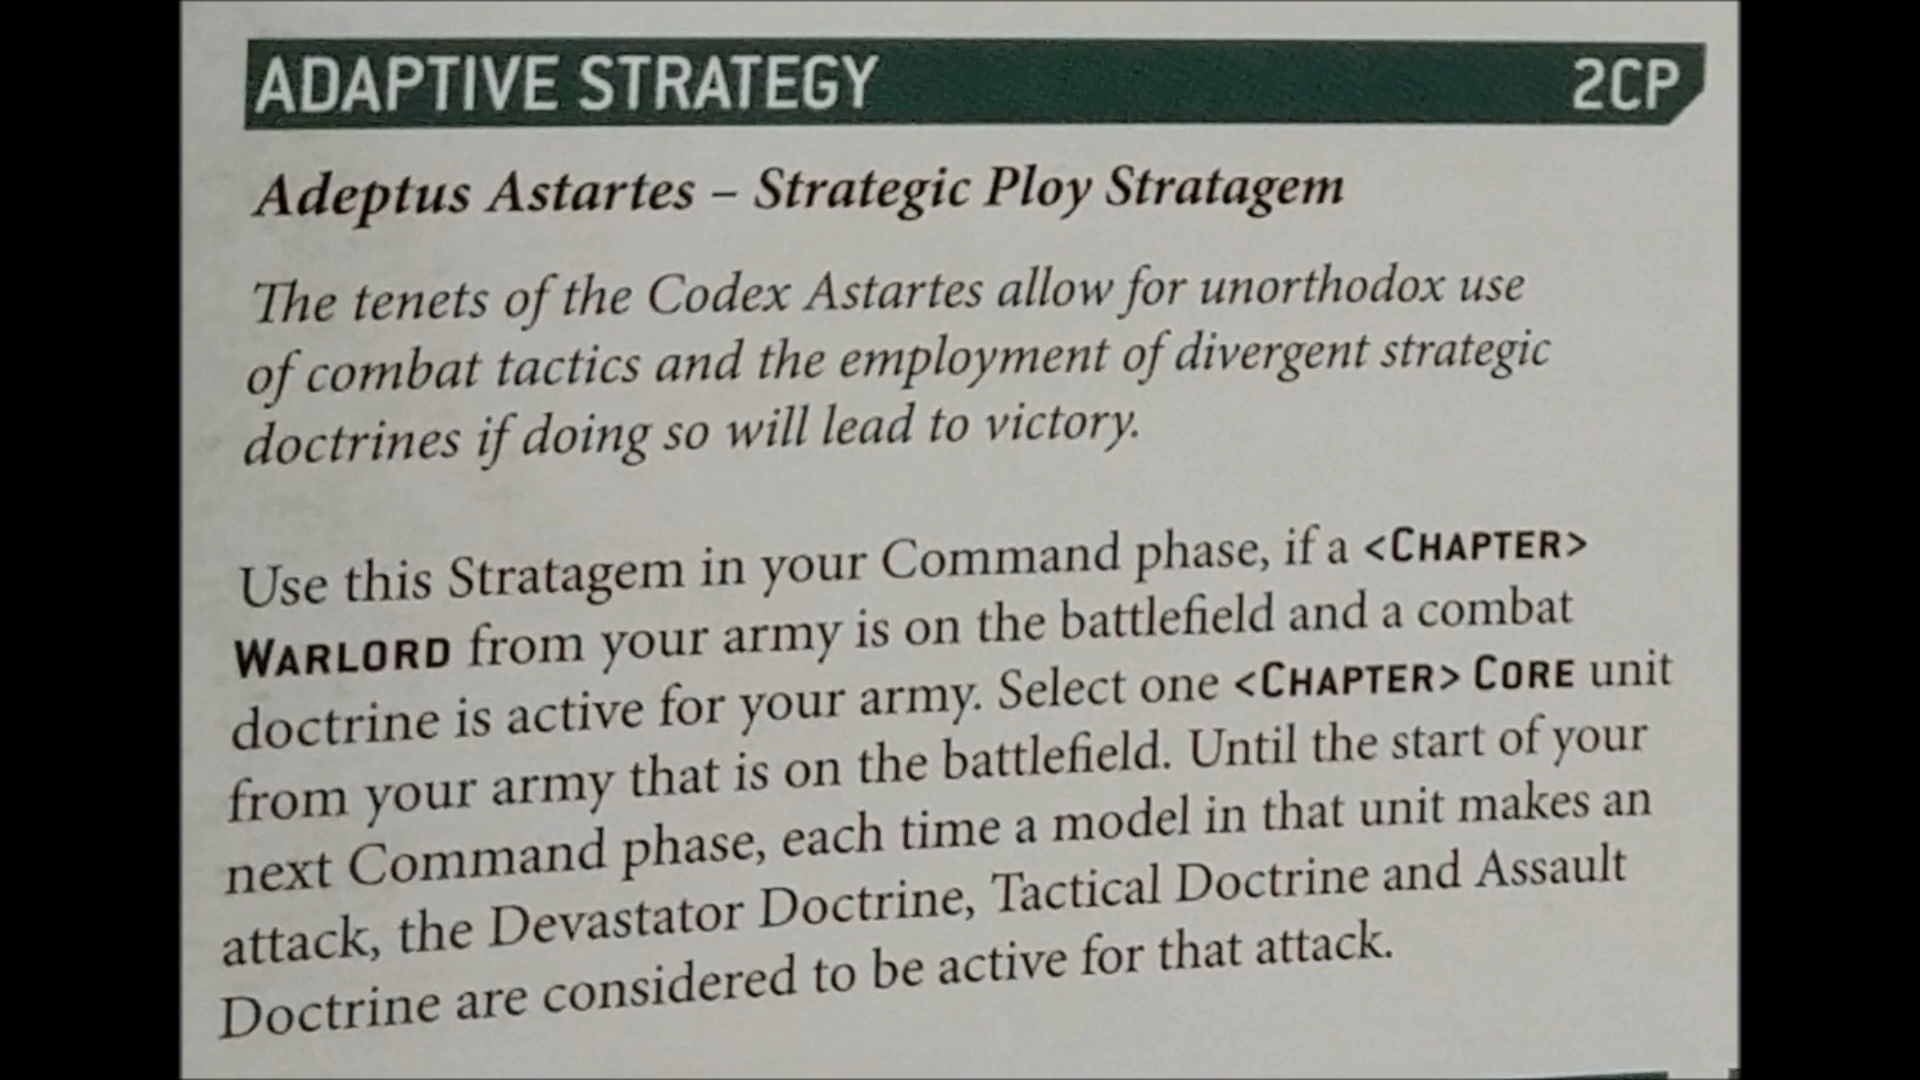 ADAPTIVE STRATEGY 2CP
Adeptus Astartes – Strategic Ploy Stratagem
The tenets of the Codex Astartes allow for unorthodox use
of combat tactics and the employment of divergent strategic
doctrines if doing so will lead to victory.
Use this Stratagem in your Command phase, if a <CHAPTER>
WARLORD from your army is on the battlefield and a combat
doctrine is active for your army. Select one <CHAPTER> CORE unit
from your army that is on the battlefield. Until the start of your
next Command phase, each time a model in that unit makes an
attack, the Devastator Doctrine, Tactical Doctrine and Assault
Doctrine are considered to be active for that attack.